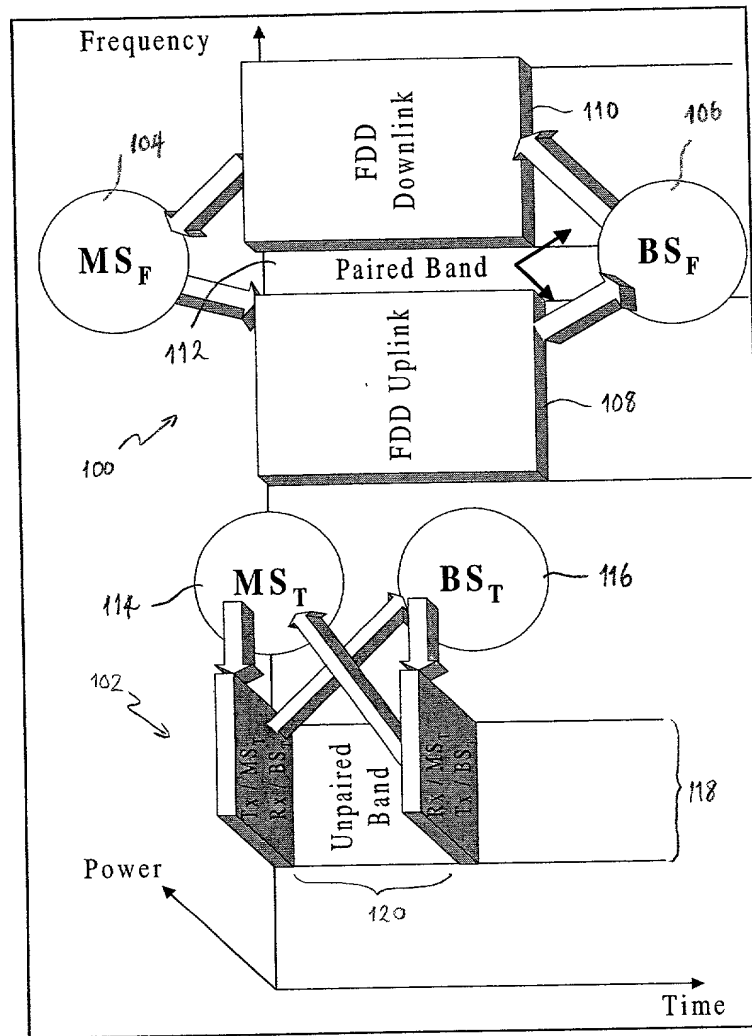 Frequency
104
FDD
Downlink
110
106
MS_F
BS_F
Paired Band
112
FDD Uplink
108
100
MS_T
BS_T
114
116
102
Tx / MS_T
Rx / BS_T
Unpaired
Band
Rx / MS_T
Tx / BS_T
118
Power
120
Time